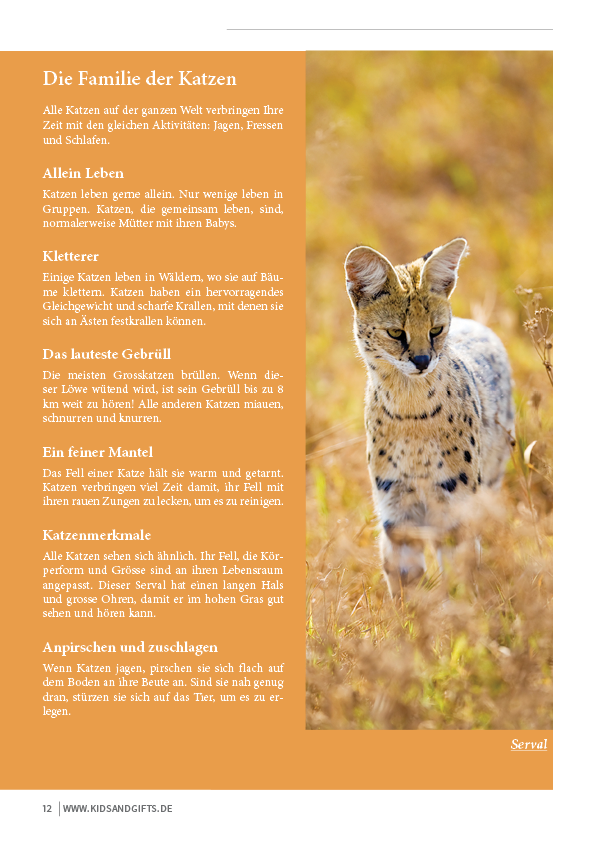 Die Familie der Katzen
Alle Katzen auf der ganzen Welt verbringen Ihre
Zeit mit den gleichen Aktivitäten: Jagen, Fressen
und Schlafen.
Allein Leben
Katzen leben gerne allein. Nur wenige leben in
Gruppen. Katzen, die gemeinsam leben, sind,
normalerweise Mütter mit ihren Babys.
Kletterer
Einige Katzen leben in Wäldern, wo sie auf Bäu-
me klettern. Katzen haben ein hervorragendes
Gleichgewicht und scharfe Krallen, mit denen sie
sich an Ästen festkrallen können.
Das lauteste Gebrüll
Die meisten Grosskatzen brüllen. Wenn die-
ser Löwe wütend wird, ist sein Gebrüll bis zu 8
km weit zu hören! Alle anderen Katzen miauen,
schnurren und knurren.
Ein feiner Mantel
Das Fell einer Katze hält sie warm und getarnt.
Katzen verbringen viel Zeit damit, ihr Fell mit
ihren rauen Zungen zu lecken, um es zu reinigen.
Katzenmerkmale
Alle Katzen sehen sich ähnlich. Ihr Fell, die Kör-
perform und Grösse sind an ihren Lebensraum
angepasst. Dieser Serval hat einen langen Hals
und grosse Ohren, damit er im hohen Gras gut
sehen und hören kann.
Anpirschen und zuschlagen
Wenn Katzen jagen, pirschen sie sich flach auf
dem Boden an ihre Beute an. Sind sie nah genug
dran, stürzen sie sich auf das Tier, um es zu er-
legen.
Serval
12 WWW.KIDSANDGIFTS.DE